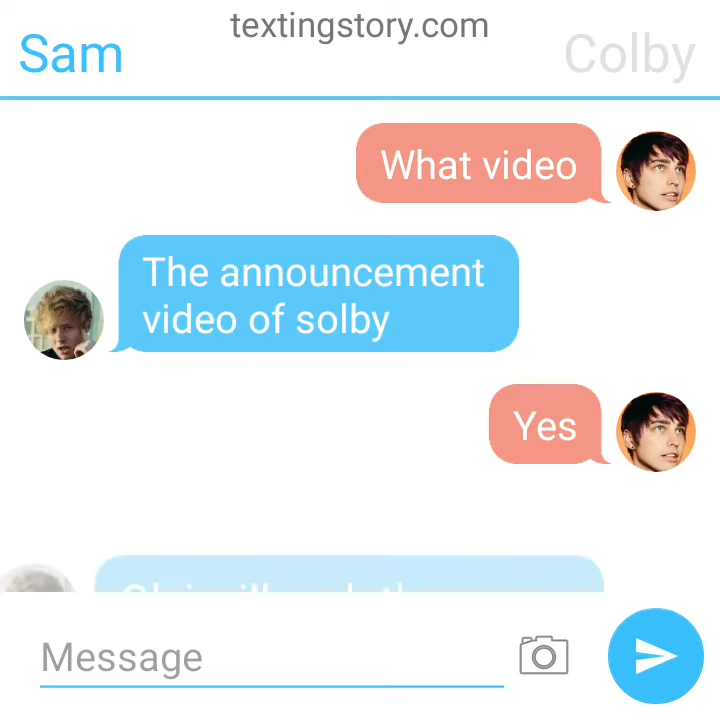 textingstory.com
Sam
Colby
What video
The announcement
video of solby
Yes
Message